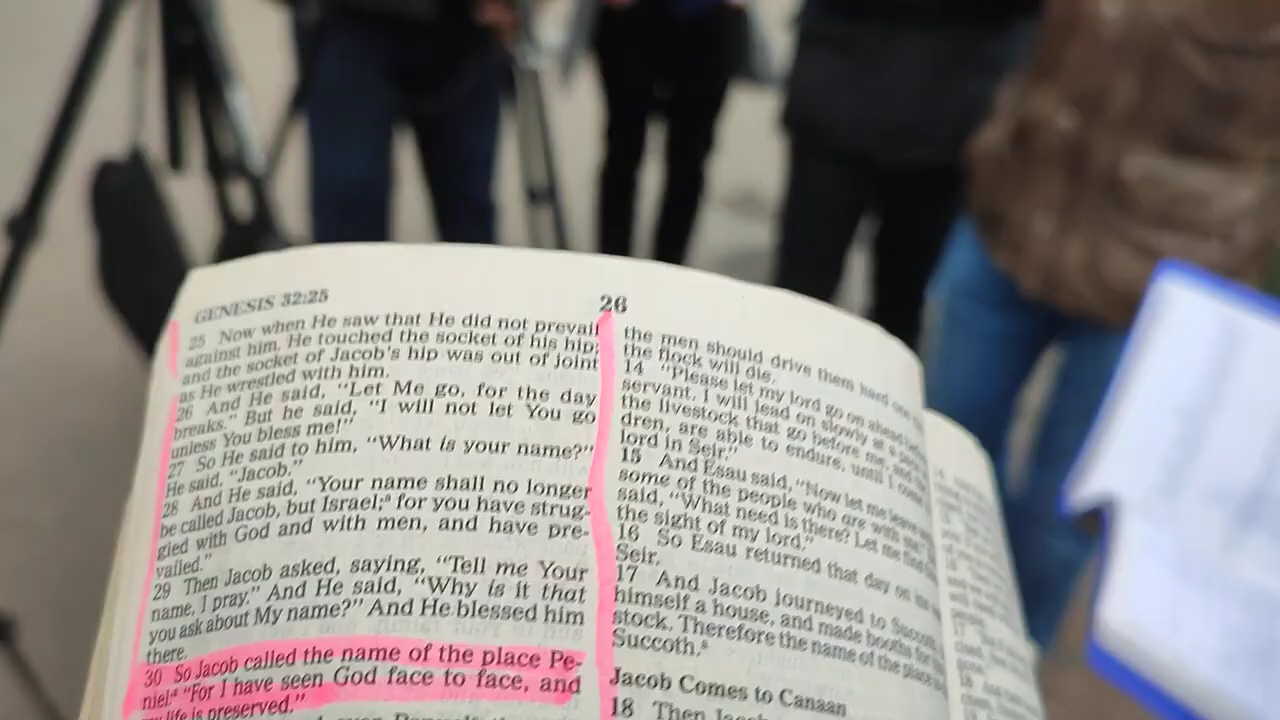 GENESIS 32:25
26
25 Now when He saw that He did not prevail
against him, He touched the socket of his hip;
and the socket of Jacob's hip was out of joint
as He wrestled with him.
26 And He said, "Let Me go, for the day
breaks." But he said, "I will not let You go
unless You bless me!"
27 So He said to him, "What is your name?"
He said, "Jacob."
28 And He said, "Your name shall no longer
be called Jacob, but Israel;a for you have strug-
gled with God and with men, and have pre-
vailed."
29 Then Jacob asked, saying, "Tell me Your
name, I pray." And He said, "Why is it that
you ask about My name?" And He blessed him
there.
30 So Jacob called the name of the place Pe-
niel:a "For I have seen God face to face, and
my life is preserved."
the men should drive them hard one
the flock will die.
14 "Please let my lord go on ahead
servant. I will lead on slowly at a pace
the livestock that go before me, and the
dren, are able to endure, until I come
lord in Seir."
15 And Esau said, "Now let me leave
some of the people who are with me."
said, "What need is there? Let me find
the sight of my lord."
16 So Esau returned that day on his
Seir.
17 And Jacob journeyed to Succoth,
himself a house, and made booths for
stock. Therefore the name of the place is
Succoth.a
Jacob Comes to Canaan
18 Then Jacob